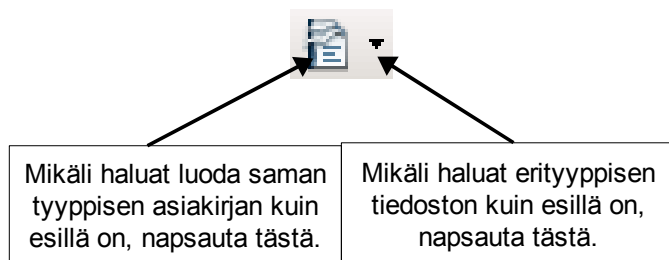 Mikäli haluat luoda saman
tyyppisen asiakirjan kuin
esillä on, napsauta tästä.
Mikäli haluat erityyppisen
tiedoston kuin esillä on,
napsauta tästä.